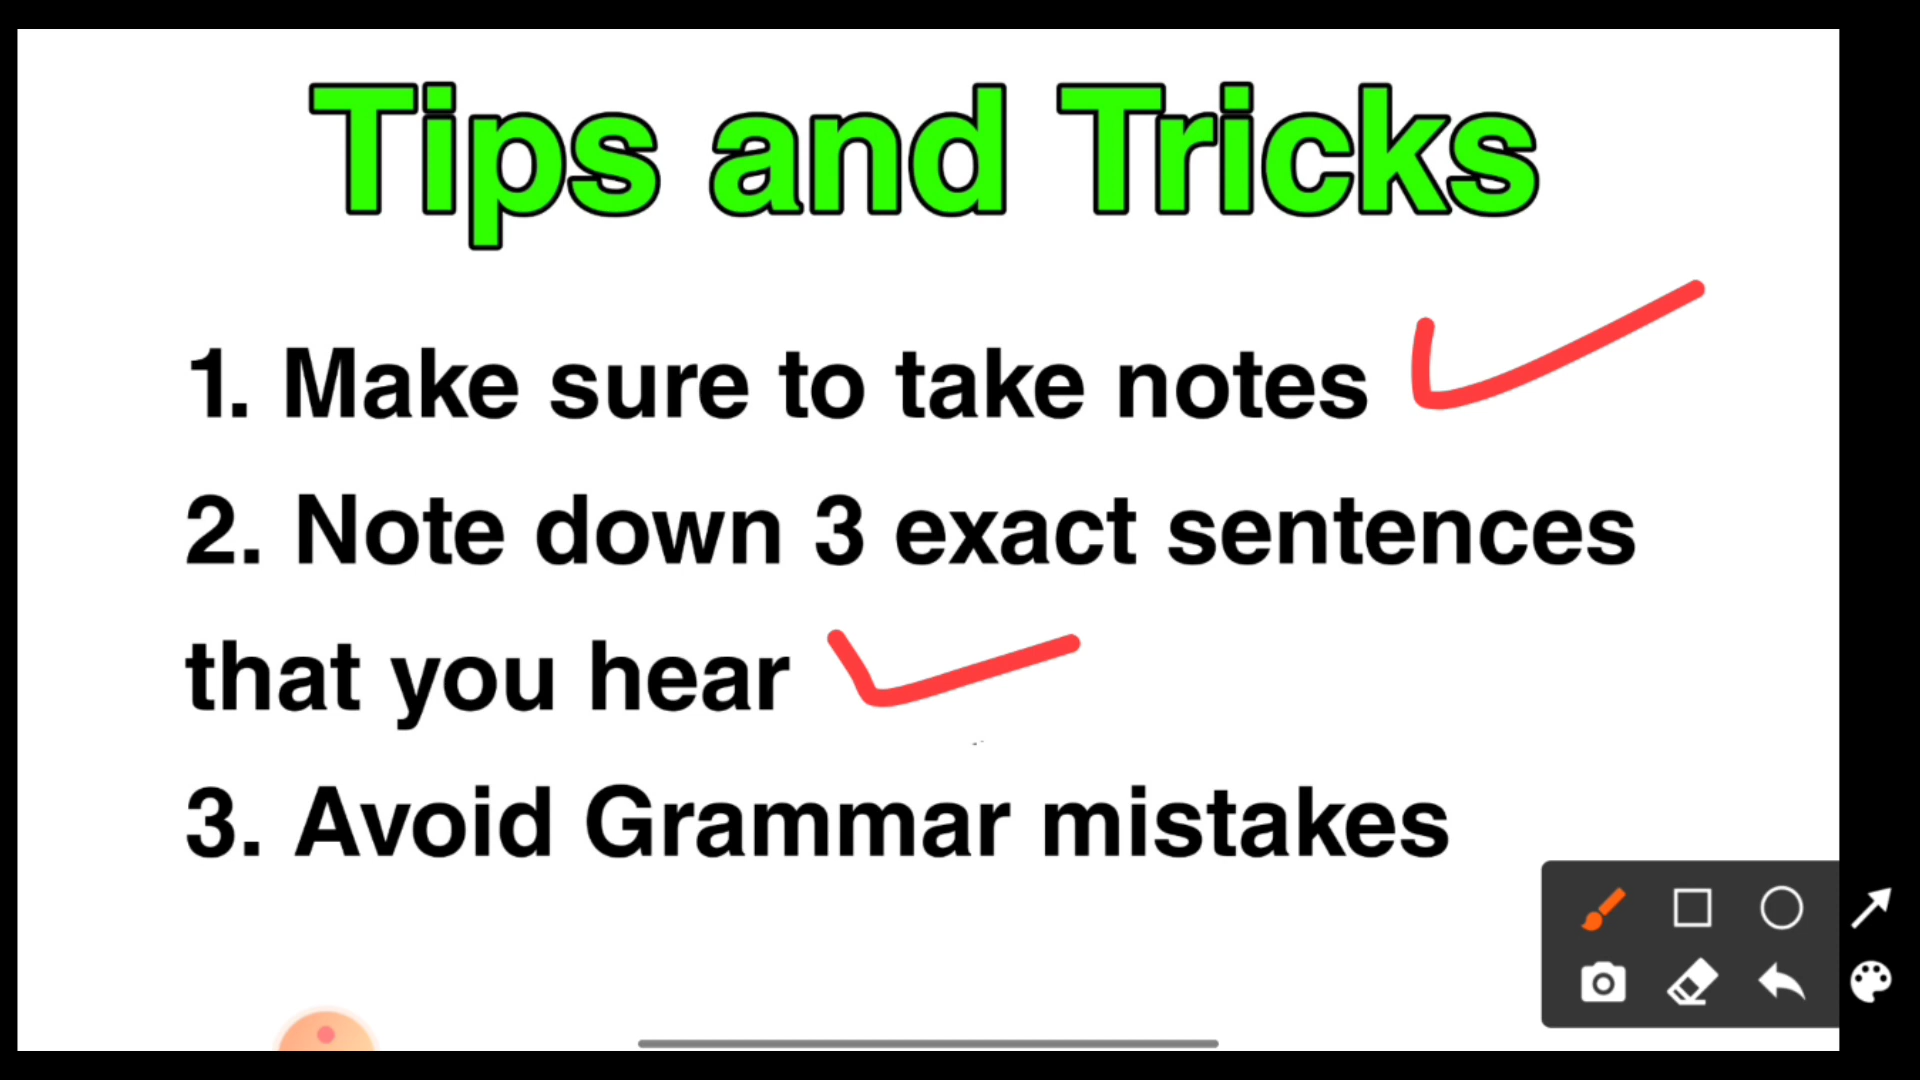 Tips and Tricks
1. Make sure to take notes
2. Note down 3 exact sentences
that you hear
3. Avoid Grammar mistakes